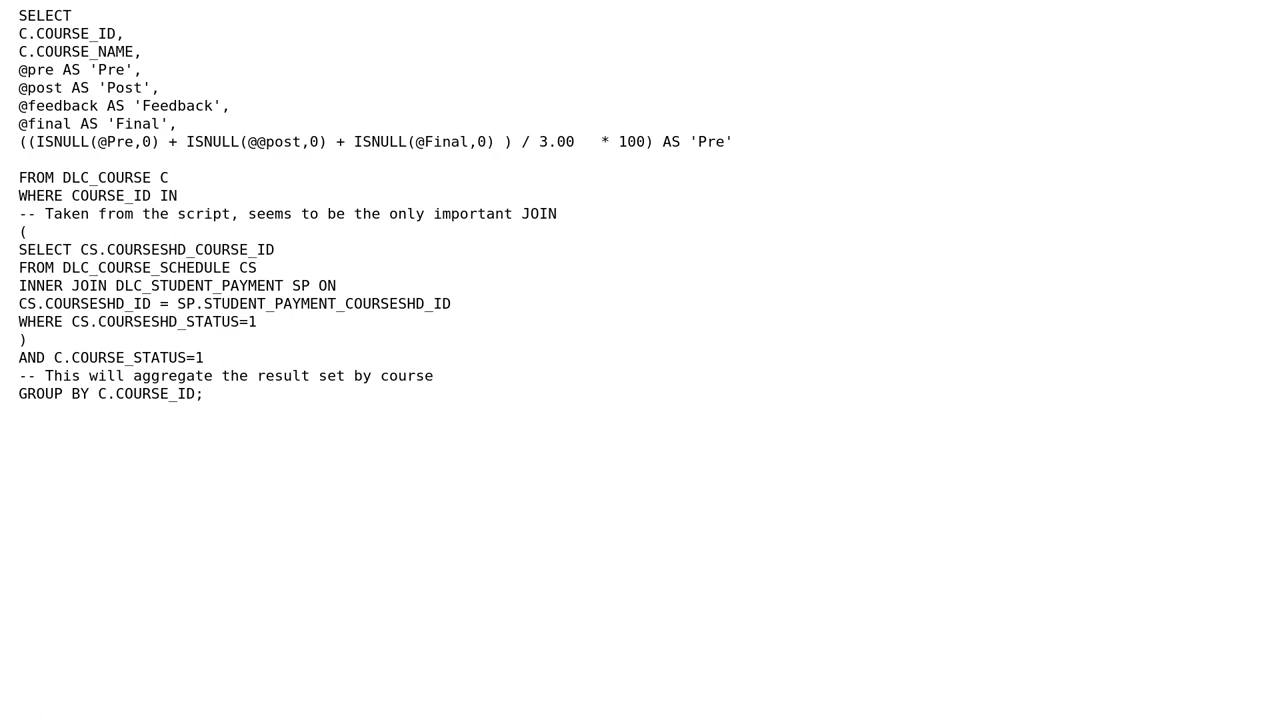 SELECT
C.COURSE_ID,
C.COURSE_NAME,
@pre AS 'Pre',
@post AS 'Post',
@feedback AS 'Feedback',
@final AS 'Final',
((ISNULL(@Pre,0) + ISNULL(@@post,0) + ISNULL(@Final,0) ) / 3.00   * 100) AS 'Pre'
FROM DLC_COURSE C
WHERE COURSE_ID IN
-- Taken from the script, seems to be the only important JOIN
(
SELECT CS.COURSESHD_COURSE_ID
FROM DLC_COURSE_SCHEDULE CS
INNER JOIN DLC_STUDENT_PAYMENT SP ON
CS.COURSESHD_ID = SP.STUDENT_PAYMENT_COURSESHD_ID
WHERE CS.COURSESHD_STATUS=1
)
AND C.COURSE_STATUS=1
-- This will aggregate the result set by course
GROUP BY C.COURSE_ID;